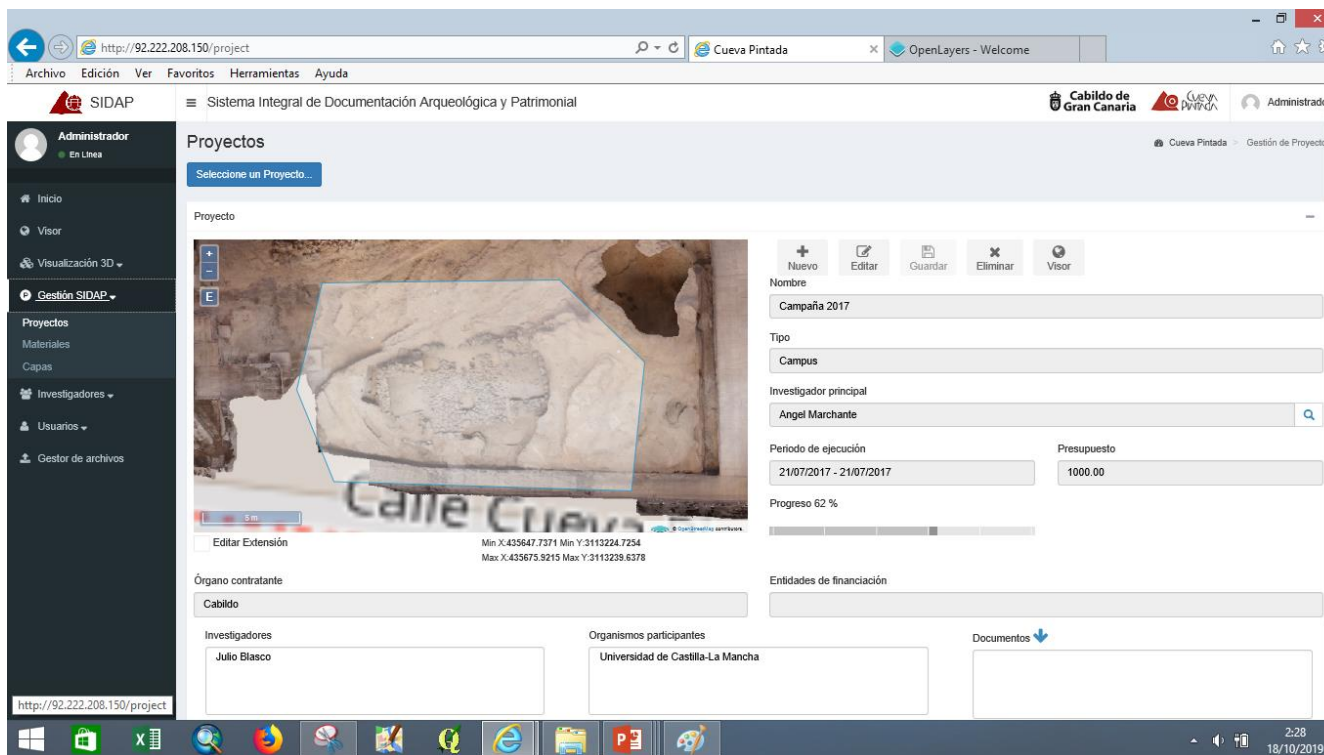 http://92.222.208.150/project
Cueva Pintada
OpenLayers - Welcome
Archivo Edición Ver Favoritos Herramientas Ayuda
SIDAP
Sistema Integral de Documentación Arqueológica y Patrimonial
Cabildo de
Gran Canaria
Cueva
Pintada
Administrado
Administrador
En Línea
Proyectos
Cueva Pintada > Gestión de Proyecto
Seleccione un Proyecto...
Inicio
Visor
Visualización 3D
Gestión SIDAP
Proyectos
Materiales
Capas
Investigadores
Usuarios
Gestor de archivos
Proyecto
+
-
E
5 m
Calle Cueva
© OpenStreetMap contributors.
Nuevo Editar Guardar Eliminar Visor
Nombre
Campaña 2017
Tipo
Campus
Investigador principal
Angel Marchante
Periodo de ejecución Presupuesto
21/07/2017 - 21/07/2017 1000.00
Progreso 62 %
Editar Extensión
Min X:435647.7371 Min Y:3113224.7254
Max X:435675.9215 Max Y:3113239.6378
Órgano contratante Entidades de financiación
Cabildo
Investigadores Organismos participantes Documentos
Julio Blasco Universidad de Castilla-La Mancha
http://92.222.208.150/project
2:28
18/10/2019